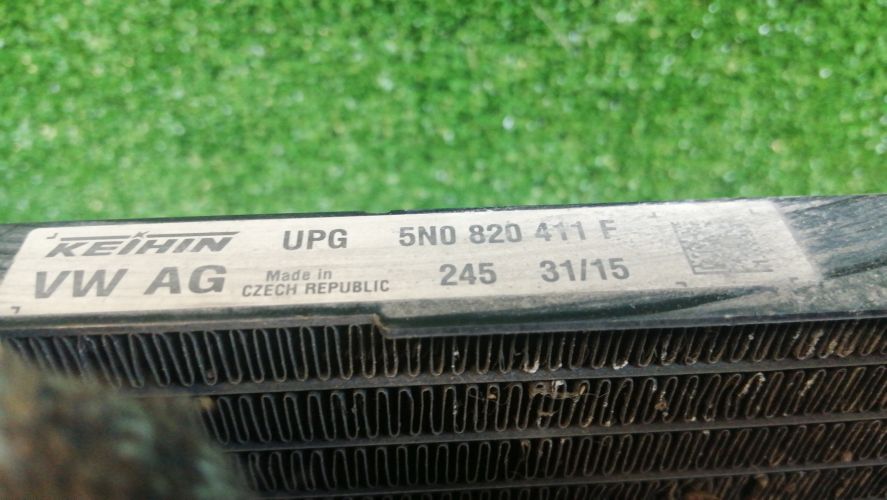 KEIHIN UPG 5N0 820 411 F
VW AG Made in CZECH REPUBLIC 245 31/15